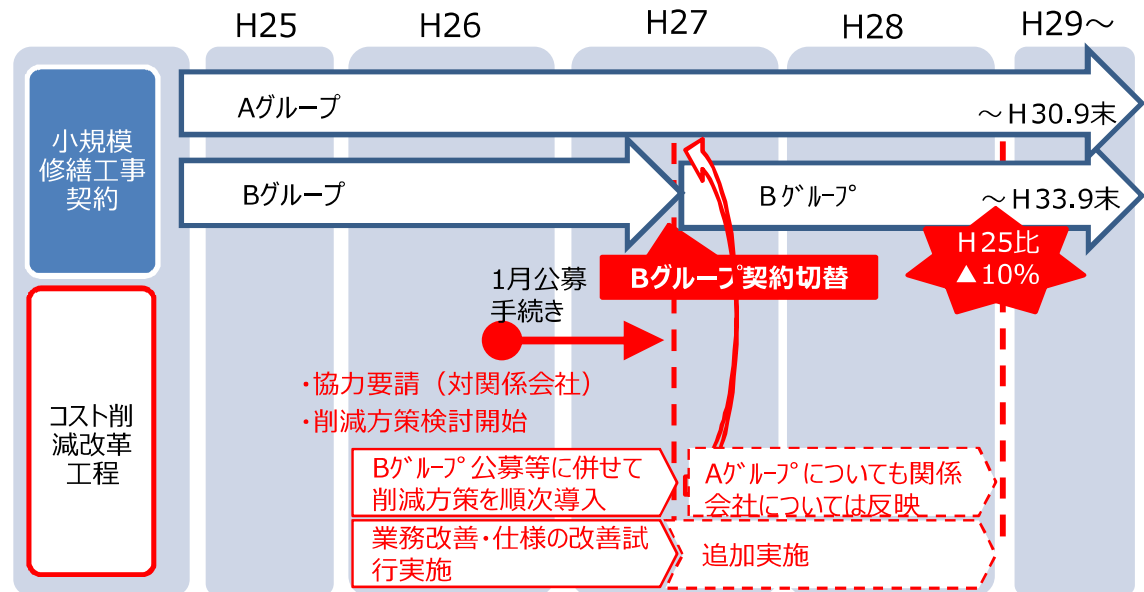 H25
H26
H27
H28
H29～
小規模
修繕工事
契約
Aグループ
～H30.9末
Bグループ
Bグループ
～H33.9末
H25比
▲10%
Bグループ契約切替
1月公募
手続き
・協力要請（対関係会社）
・削減方策検討開始
コスト削
減改革
工程
Bグループ公募等に併せて
削減方策を順次導入
Aグループについても関係
会社については反映
業務改善・仕様の改善試
行実施
追加実施